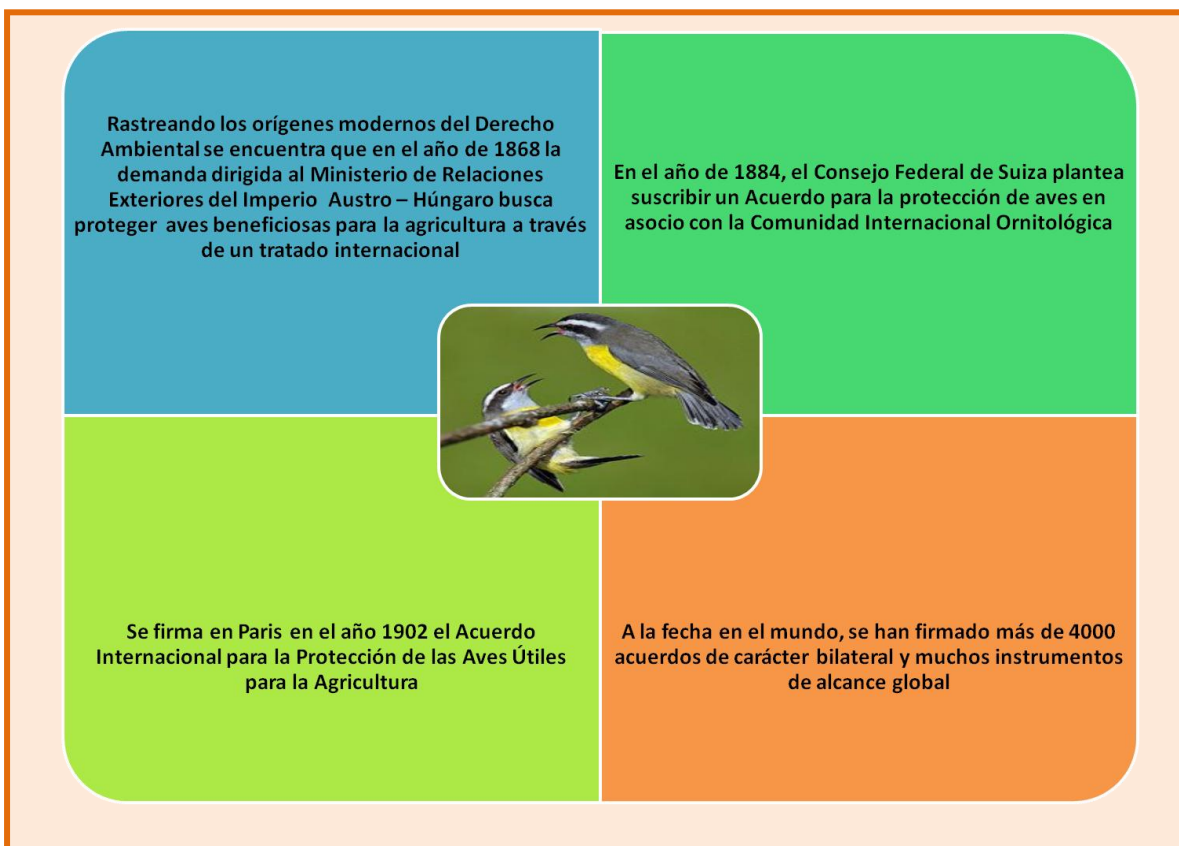 Rastreando los orígenes modernos del Derecho
Ambiental se encuentra que en el año de 1868 la
demanda dirigida al Ministerio de Relaciones
Exteriores del Imperio Austro – Húngaro busca
proteger aves beneficiosas para la agricultura a través
de un tratado internacional
En el año de 1884, el Consejo Federal de Suiza plantea
suscribir un Acuerdo para la protección de aves en
asocio con la Comunidad Internacional Ornitológica
Se firma en Paris en el año 1902 el Acuerdo
Internacional para la Protección de las Aves Útiles
para la Agricultura
A la fecha en el mundo, se han firmado más de 4000
acuerdos de carácter bilateral y muchos instrumentos
de alcance global